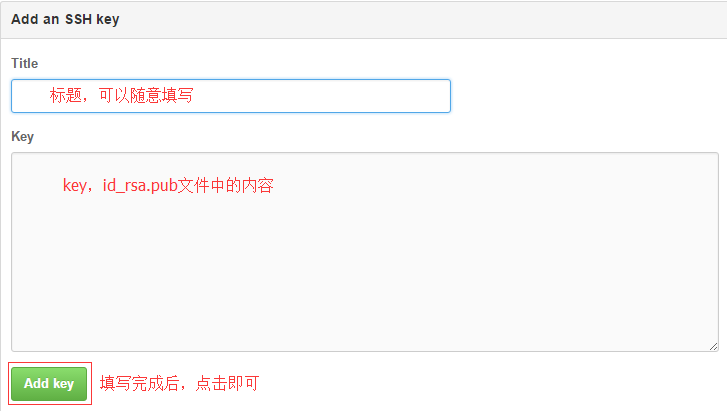 Add an SSH key
Title
标题，可以随意填写
Key
key，id_rsa.pub文件中的内容
Add key 填写完成后，点击即可